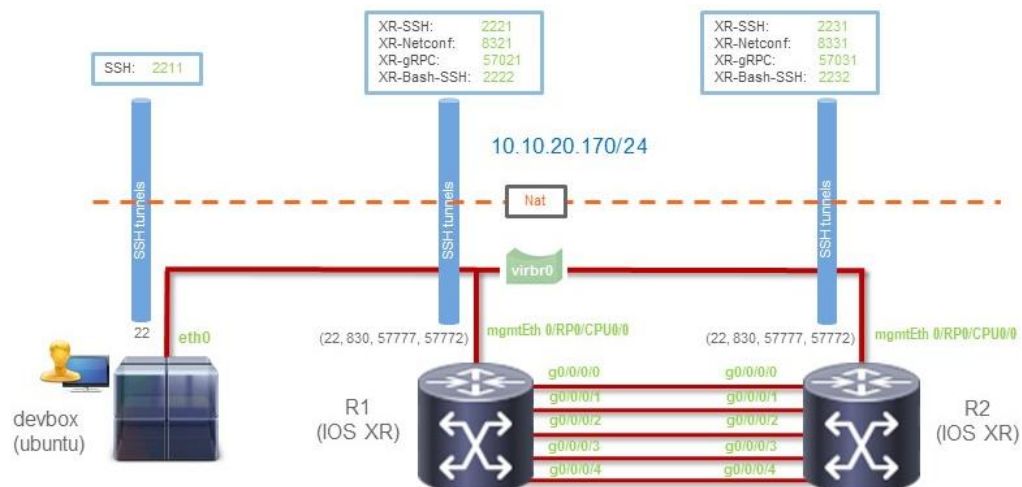 SSH: 2211
XR-SSH: 2221
XR-Netconf: 8321
XR-gRPC: 57021
XR-Bash-SSH: 2222
XR-SSH: 2231
XR-Netconf: 8331
XR-gRPC: 57031
XR-Bash-SSH: 2232
10.10.20.170/24
SSH tunnels
SSH tunnels
SSH tunnels
Nat
virbr0
22
eth0
(22, 830, 57777, 57772)
mgmtEth 0/RP0/CPU0/0
(22, 830, 57777, 57772)
mgmtEth 0/RP0/CPU0/0
devbox
(ubuntu)
R1
(IOS XR)
g0/0/0/0
g0/0/0/0
g0/0/0/1
g0/0/0/1
g0/0/0/2
g0/0/0/2
g0/0/0/3
g0/0/0/3
g0/0/0/4
g0/0/0/4
R2
(IOS XR)